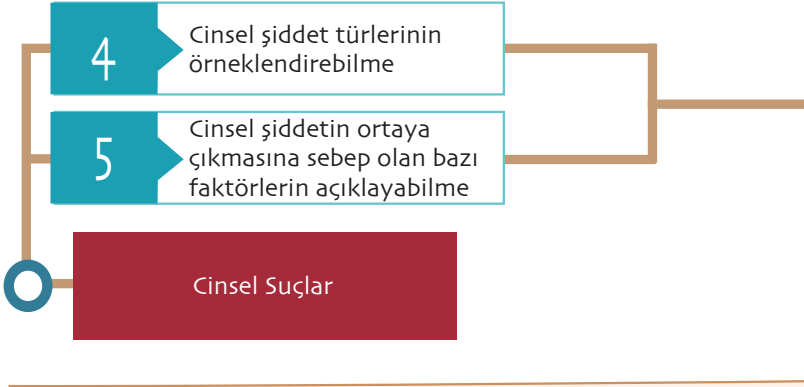 4
Cinsel şiddet türlerinin
örneklendirebilme
5
Cinsel şiddetin ortaya
çıkmasına sebep olan bazı
faktörlerin açıklayabilme
Cinsel Suçlar